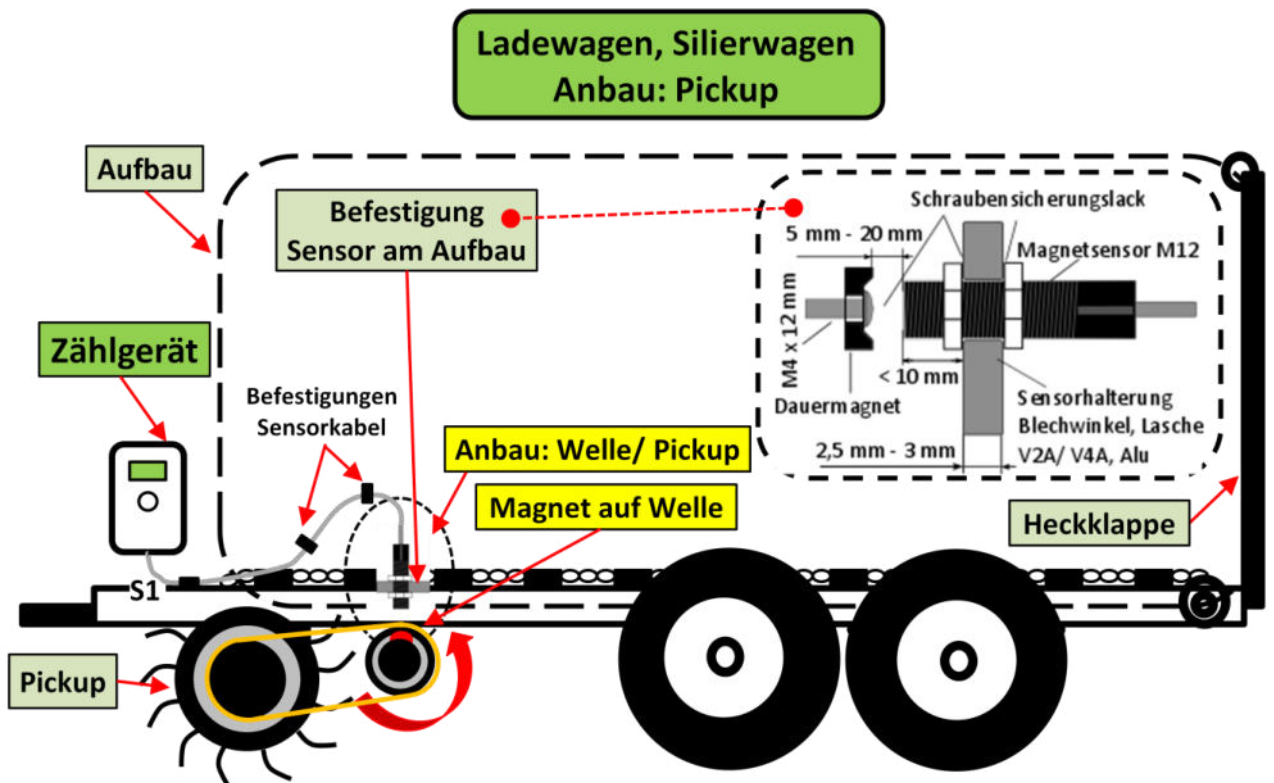 Ladewagen, Silierwagen
Anbau: Pickup
Aufbau
Befestigung
Sensor am Aufbau
Schraubensicherungslack
5 mm - 20 mm
Magnetsensor M12
M4 x 12 mm
< 10 mm
Dauermagnet
Sensorhalterung
Blechwinkel, Lasche
V2A/ V4A, Alu
2,5 mm - 3 mm
Zählgerät
Befestigungen
Sensorkabel
Anbau: Welle/ Pickup
Magnet auf Welle
Heckklappe
S1
Pickup